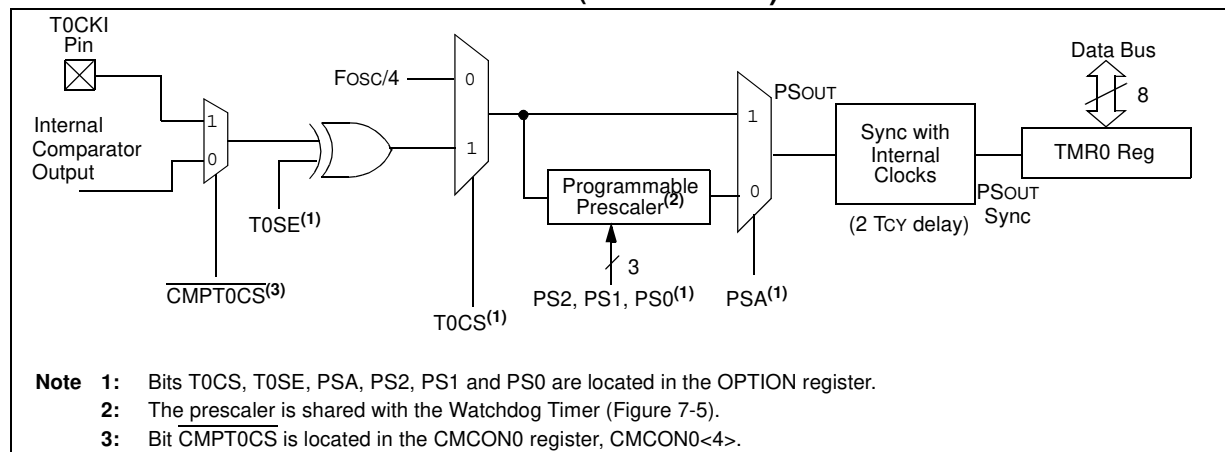 T0CKI
Pin
Internal
Comparator
Output
1
0
T0SE(1)
CMPT0CS(3)
FOSC/4
0
1
T0CS(1)
Programmable
Prescaler(2)
3
PS2, PS1, PS0(1)
1
0
PSOUT
PSA(1)
Sync with
Internal
Clocks
(2 TCY delay)
PSOUT
Sync
Data Bus
8
TMR0 Reg
Note 1: Bits T0CS, T0SE, PSA, PS2, PS1 and PS0 are located in the OPTION register.
2: The prescaler is shared with the Watchdog Timer (Figure 7-5).
3: Bit CMPT0CS is located in the CMCON0 register, CMCON0<4>.